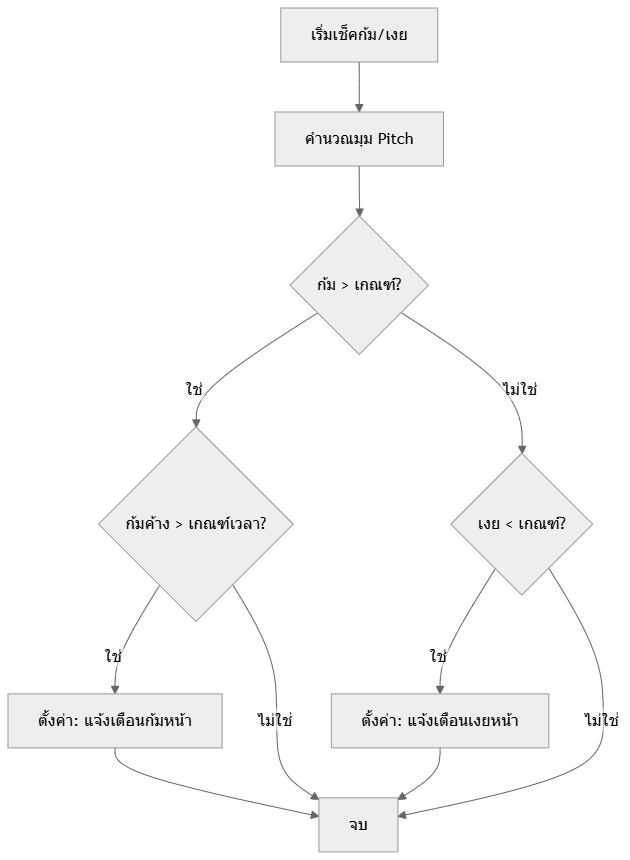 เริ่มเช็คก้ม/เงย
คำนวณมุม Pitch
ก้ม > เกณฑ์?
ใช่
ไม่ใช่
ก้มค้าง > เกณฑ์เวลา?
เงย < เกณฑ์?
ใช่
ใช่
ตั้งค่า: แจ้งเตือนก้มหน้า
ไม่ใช่
ตั้งค่า: แจ้งเตือนเงยหน้า
ไม่ใช่
จบ